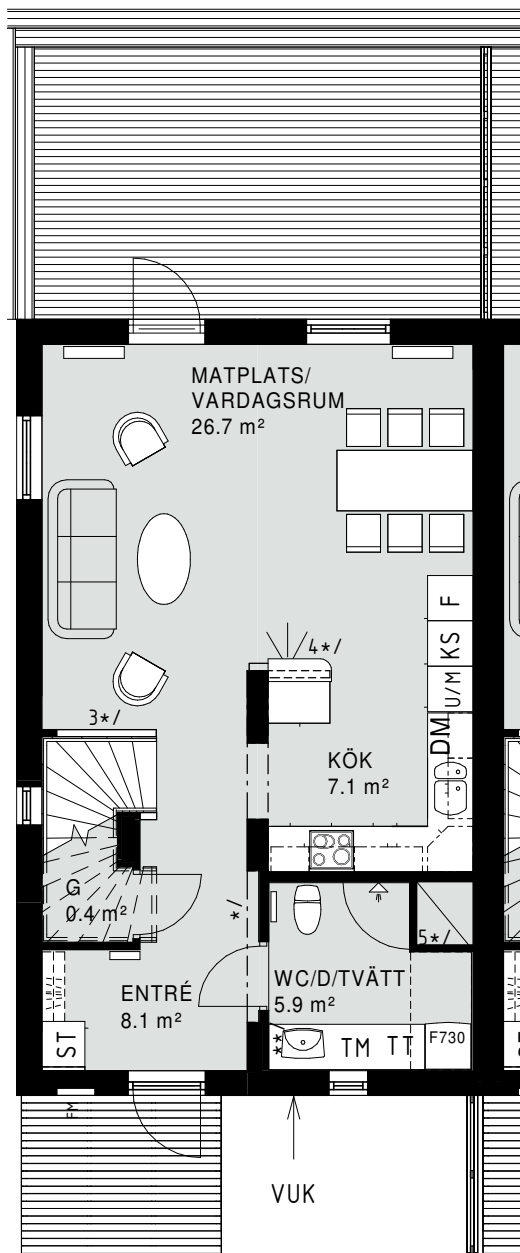 MATPLATS/
VARDAGSRUM
26.7 m²
F
KS
U/M
4*/
3*/
DM
KÖK
7.1 m²
G
0.4 m²
*/
5*/
ENTRÉ
8.1 m²
WC/D/TVÄTT
5.9 m²
ST
**
TM TT
F730
FM
VUK